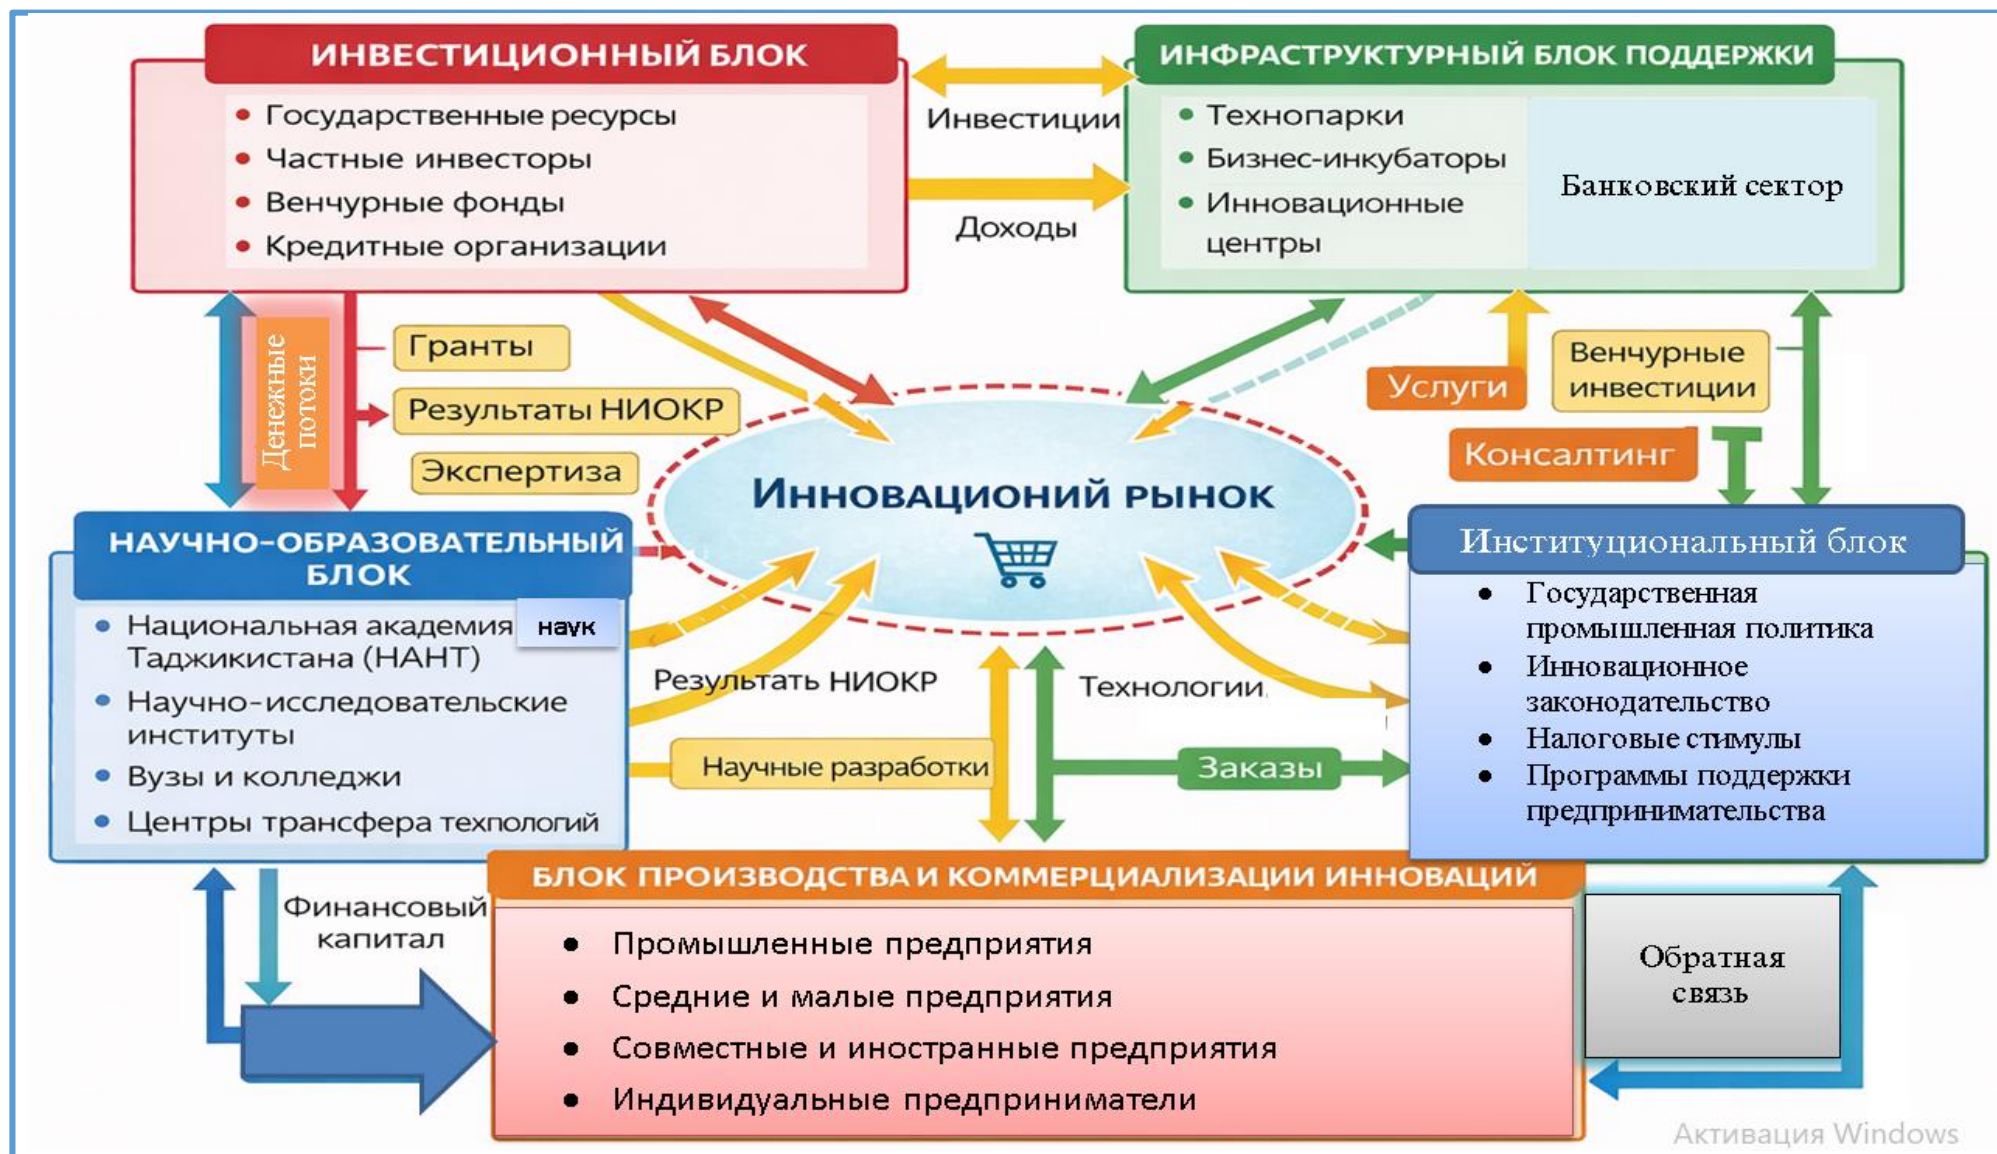 ИНВЕСТИЦИОННЫЙ БЛОК
Государственные ресурсы
Частные инвесторы
Венчурные фонды
Кредитные организации
Инвестиции
Доходы
ИНФРАСТРУКТУРНЫЙ БЛОК ПОДДЕРЖКИ
Технопарки
Бизнес-инкубаторы
Инновационные
центры
Банковский сектор
Денежные
потоки
Гранты
Результаты НИОКР
Экспертиза
Услуги
Венчурные
инвестиции
Консалтинг
ИННОВАЦИОНИЙ РЫНОК
НАУЧНО-ОБРАЗОВАТЕЛЬНЫЙ
БЛОК
Национальная академия наук
Таджикистана (НАНТ)
Научно-исследовательские
институты
Вузы и колледжи
Центры трансфера техпологий
Институциональный блок
Государственная
промышленная политика
Инновационное
законодательство
Налоговые стимулы
Программы поддержки
предпринимательства
Результать НИОКР
Технологии
Научные разработки
Заказы
Финансовый
капитал
БЛОК ПРОИЗВОДСТВА И КОММЕРЦИАЛИЗАЦИИ ИННОВАЦИЙ
Промышленные предприятия
Средние и малые предприятия
Совместные и иностранные предприятия
Индивидуальные предприниматели
Обратная
связь
Активация Windows